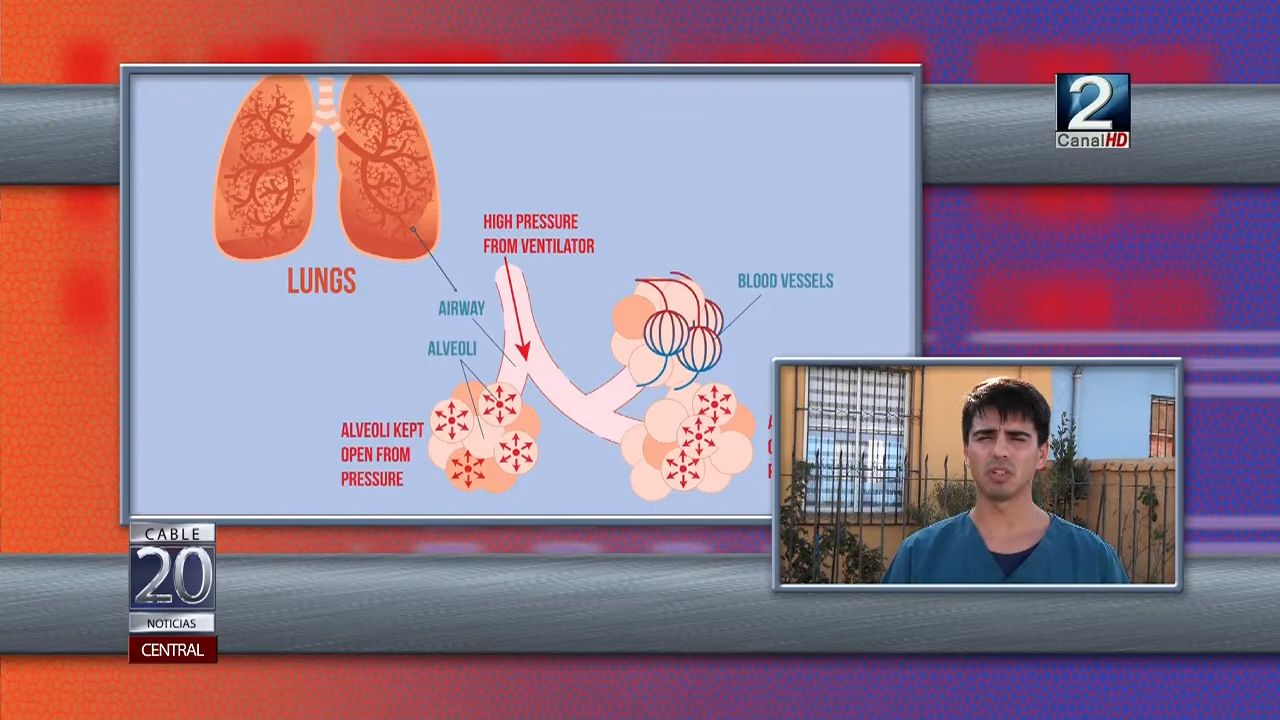 2
CanalHD
HIGH PRESSURE
FROM VENTILATOR
LUNGS
BLOOD VESSELS
AIRWAY
ALVEOLI
ALVEOLI KEPT
OPEN FROM
PRESSURE
CABLE
20
NOTICIAS
CENTRAL